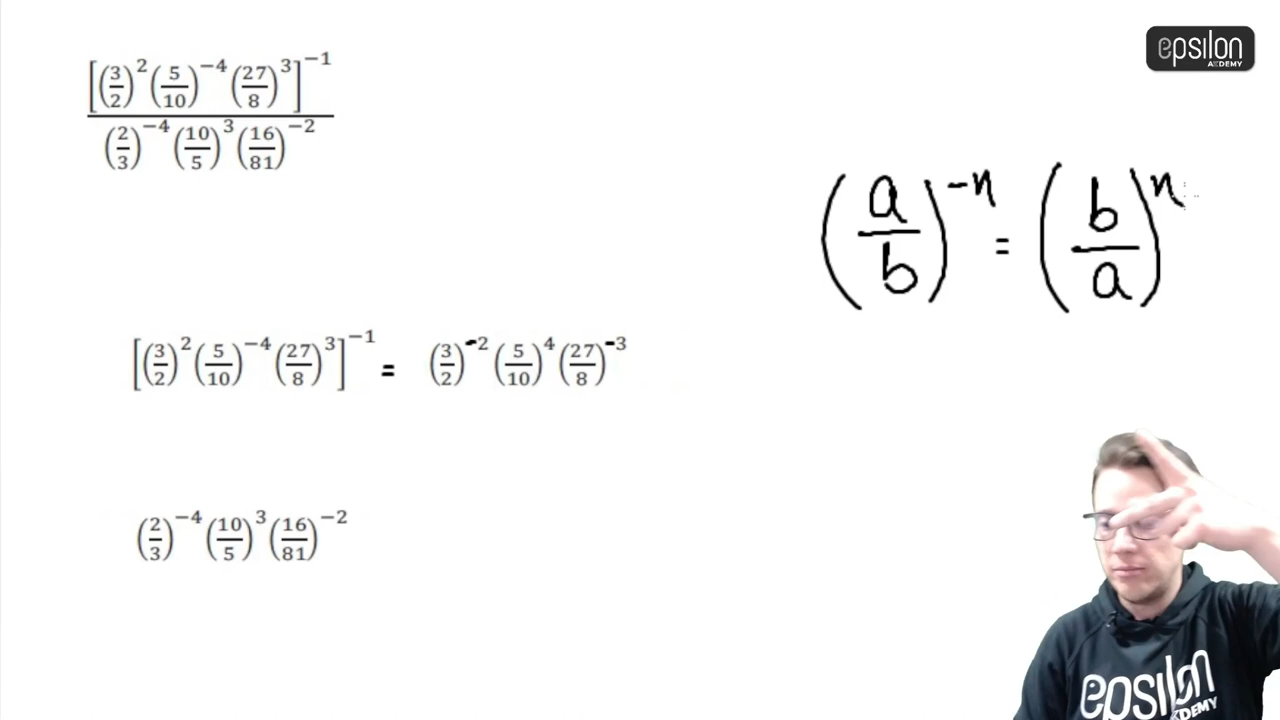 epsilon
AKDEMY
[(3/2)^2 (5/10)^−4 (27/8)^3]^−1
(2/3)^−4 (10/5)^3 (16/81)^−2
(a/b)^−n = (b/a)^n
[(3/2)^2 (5/10)^−4 (27/8)^3]^−1 = (3/2)^−2 (5/10)^4 (27/8)^−3
(2/3)^−4 (10/5)^3 (16/81)^−2
epsilon
AKDEMY